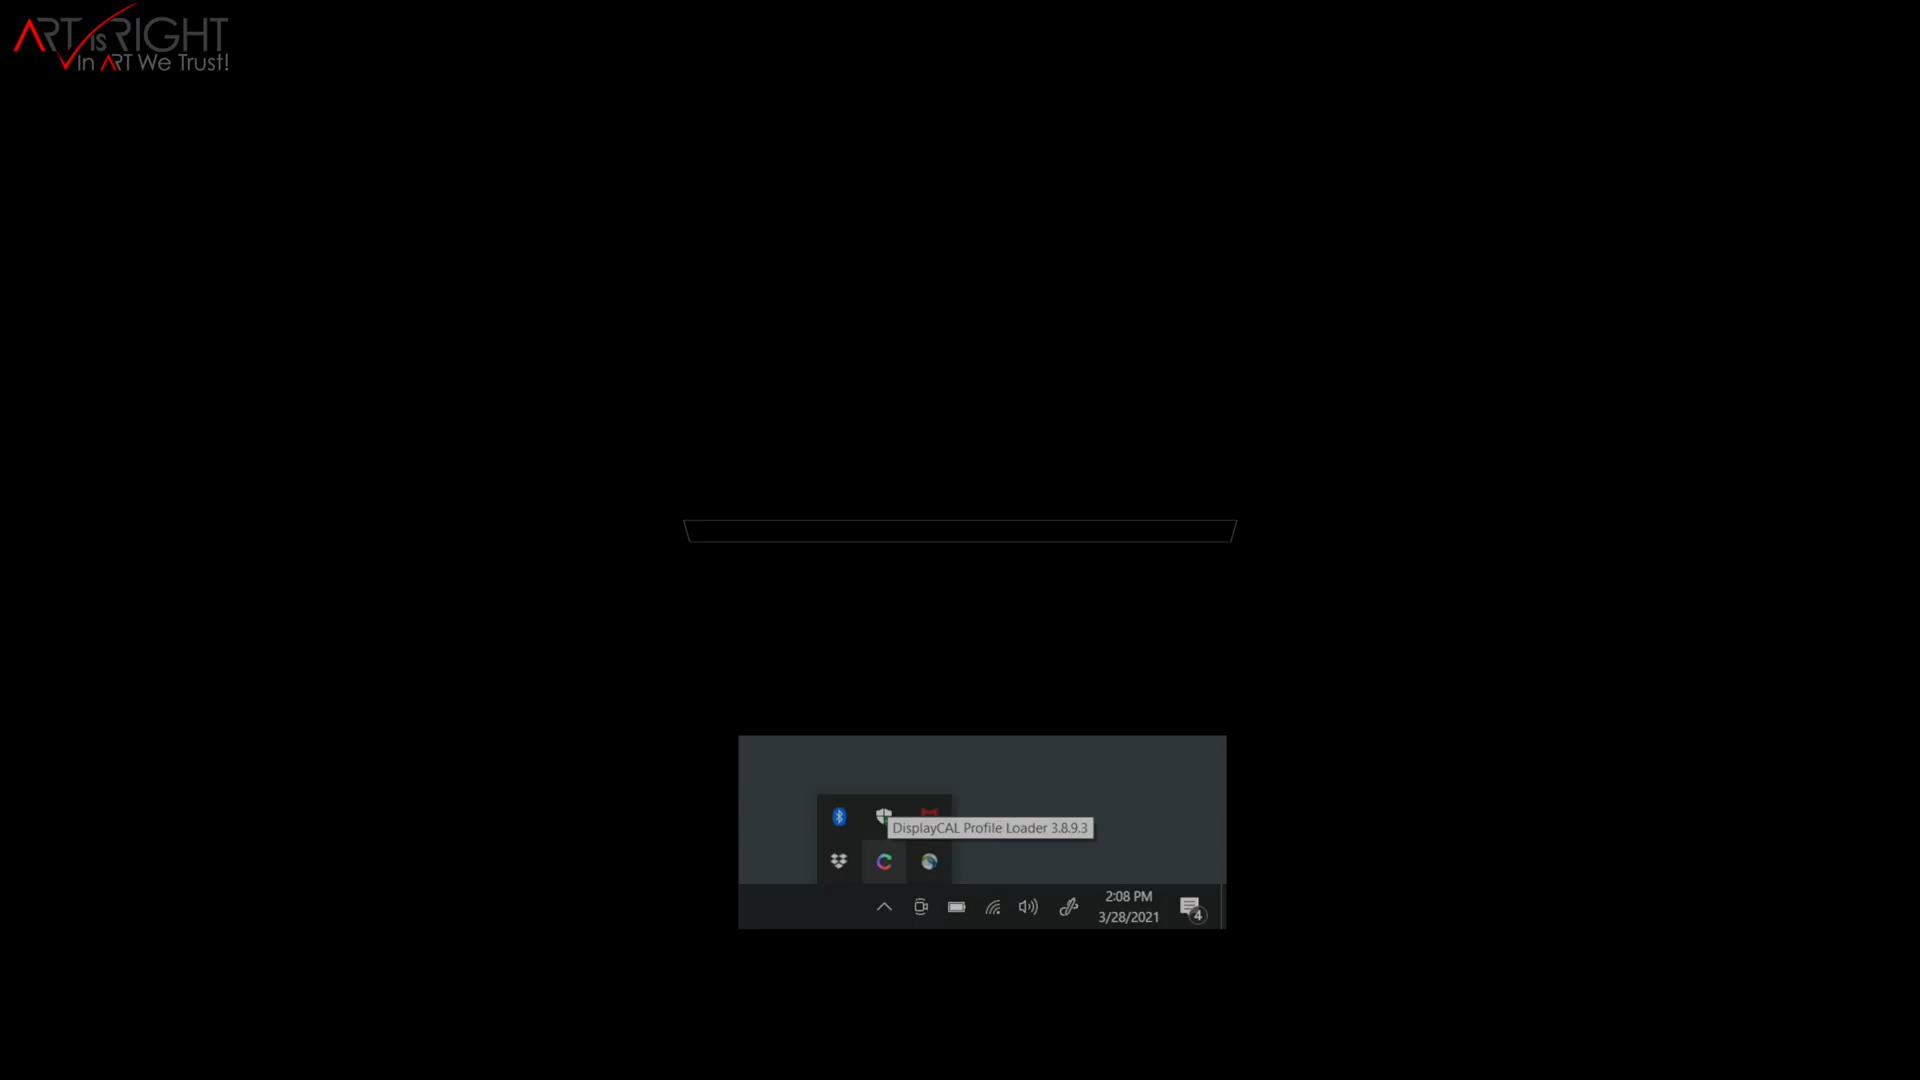 ART is RIGHT
In ART We Trust!
DisplayCAL Profile Loader 3.8.9.3
2:08 PM
3/28/2021
4